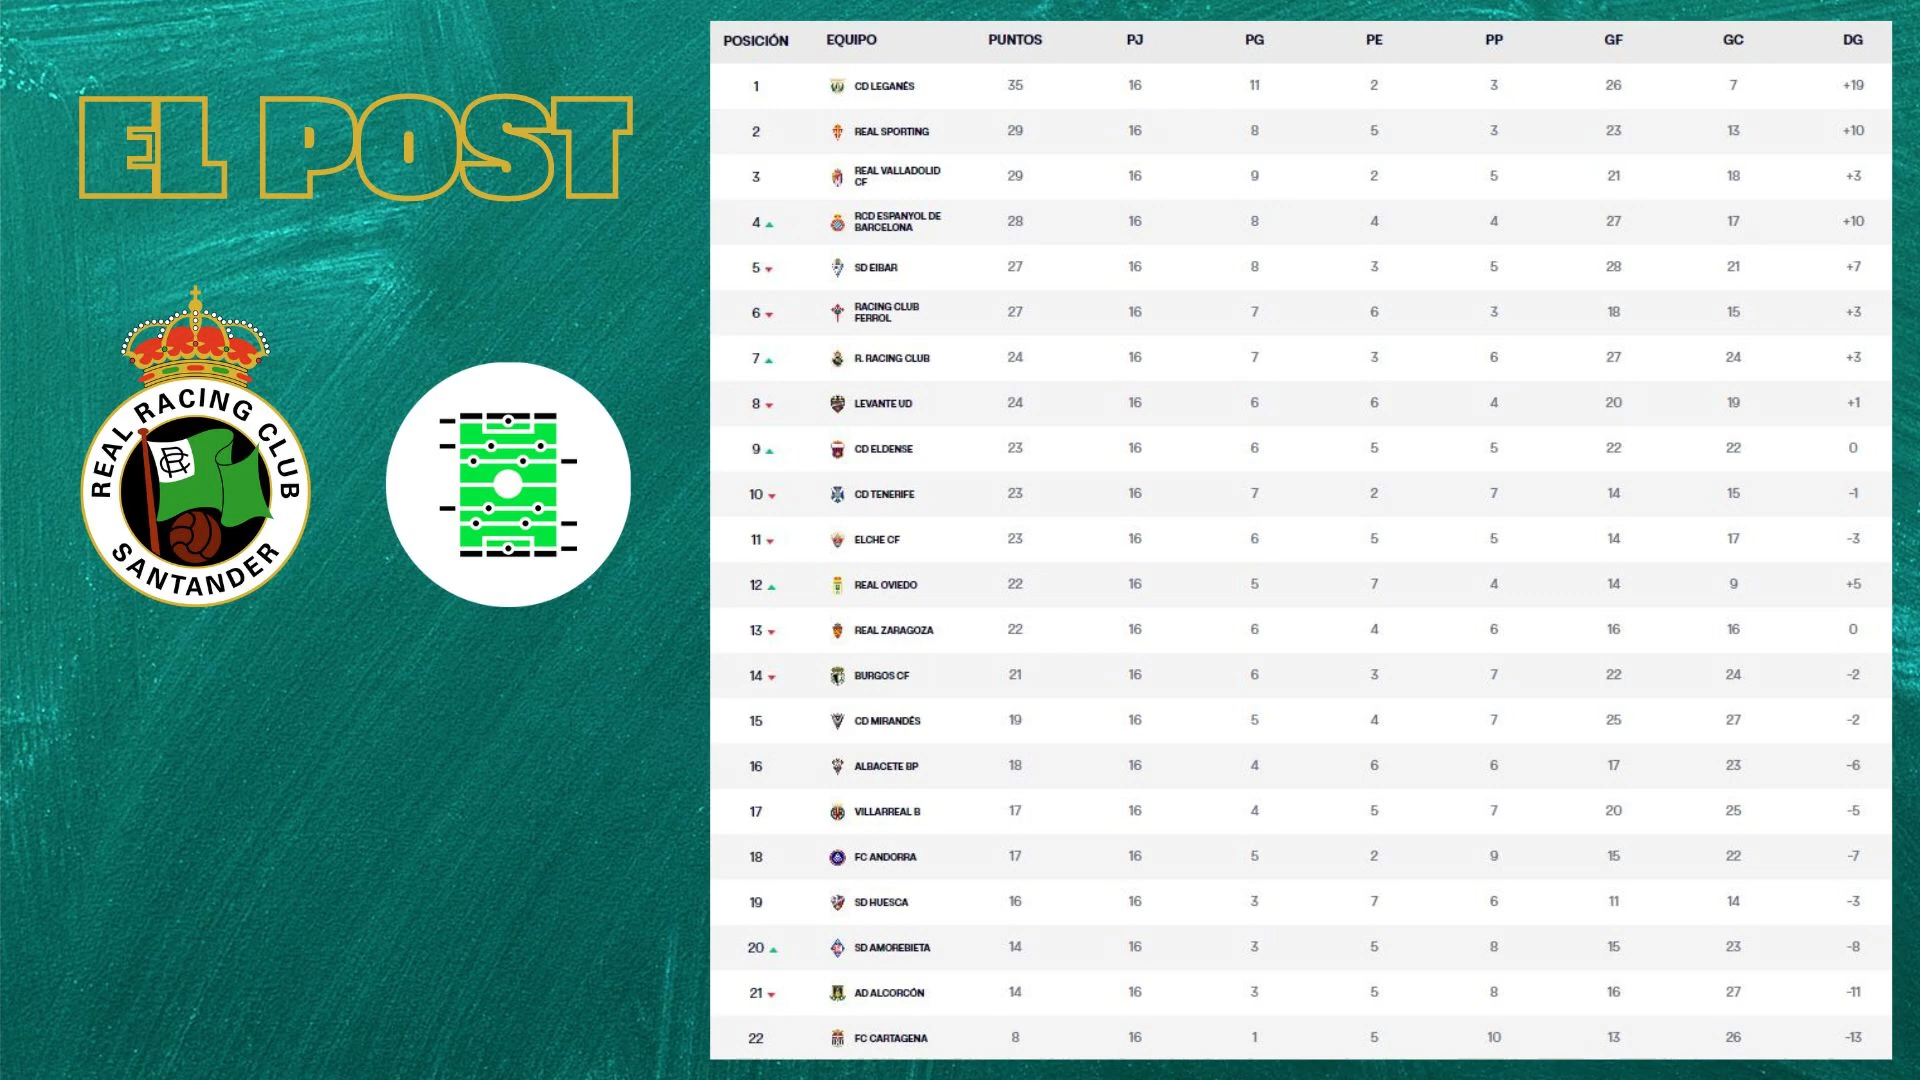 EL POST
REAL RACING CLUB
SANTANDER
POSICIÓN EQUIPO PUNTOS PJ PG PE PP GF GC DG
1 CD LEGANÉS 35 16 11 2 3 26 7 +19
2 REAL SPORTING 29 16 8 5 3 23 13 +10
3 REAL VALLADOLID CF 29 16 9 2 5 21 18 +3
4 RCD ESPANYOL DE BARCELONA 28 16 8 4 4 27 17 +10
5 SD EIBAR 27 16 8 3 5 28 21 +7
6 RACING CLUB FERROL 27 16 7 6 3 18 15 +3
7 R. RACING CLUB 24 16 7 3 6 27 24 +3
8 LEVANTE UD 24 16 6 6 4 20 19 +1
9 CD ELDENSE 23 16 6 5 5 22 22 0
10 CD TENERIFE 23 16 7 2 7 14 15 -1
11 ELCHE CF 23 16 6 5 5 14 17 -3
12 REAL OVIEDO 22 16 5 7 4 14 9 +5
13 REAL ZARAGOZA 22 16 6 4 6 16 16 0
14 BURGOS CF 21 16 6 3 7 22 24 -2
15 CD MIRANDÉS 19 16 5 4 7 25 27 -2
16 ALBACETE BP 18 16 4 6 6 17 23 -6
17 VILLARREAL B 17 16 4 5 7 20 25 -5
18 FC ANDORRA 17 16 5 2 9 15 22 -7
19 SD HUESCA 16 16 3 7 6 11 14 -3
20 SD AMOREBIETA 14 16 3 5 8 15 23 -8
21 AD ALCORCÓN 14 16 3 5 8 16 27 -11
22 FC CARTAGENA 8 16 1 5 10 13 26 -13